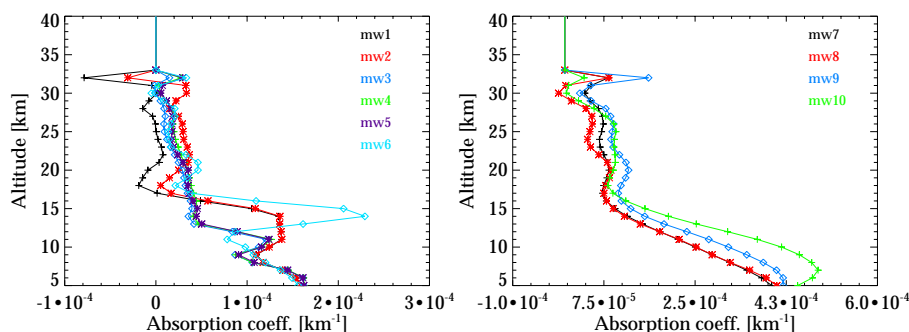 40
35
30
25
20
15
10
5
Altitude [km]
-1·10⁻⁴ 0 1·10⁻⁴ 2·10⁻⁴ 3·10⁻⁴
Absorption coeff. [km⁻¹]
mw1
mw2
mw3
mw4
mw5
mw6
40
35
30
25
20
15
10
5
Altitude [km]
-1.0·10⁻⁴ 7.5·10⁻⁵ 2.5·10⁻⁴ 4.3·10⁻⁴ 6.0·10⁻⁴
Absorption coeff. [km⁻¹]
mw7
mw8
mw9
mw10